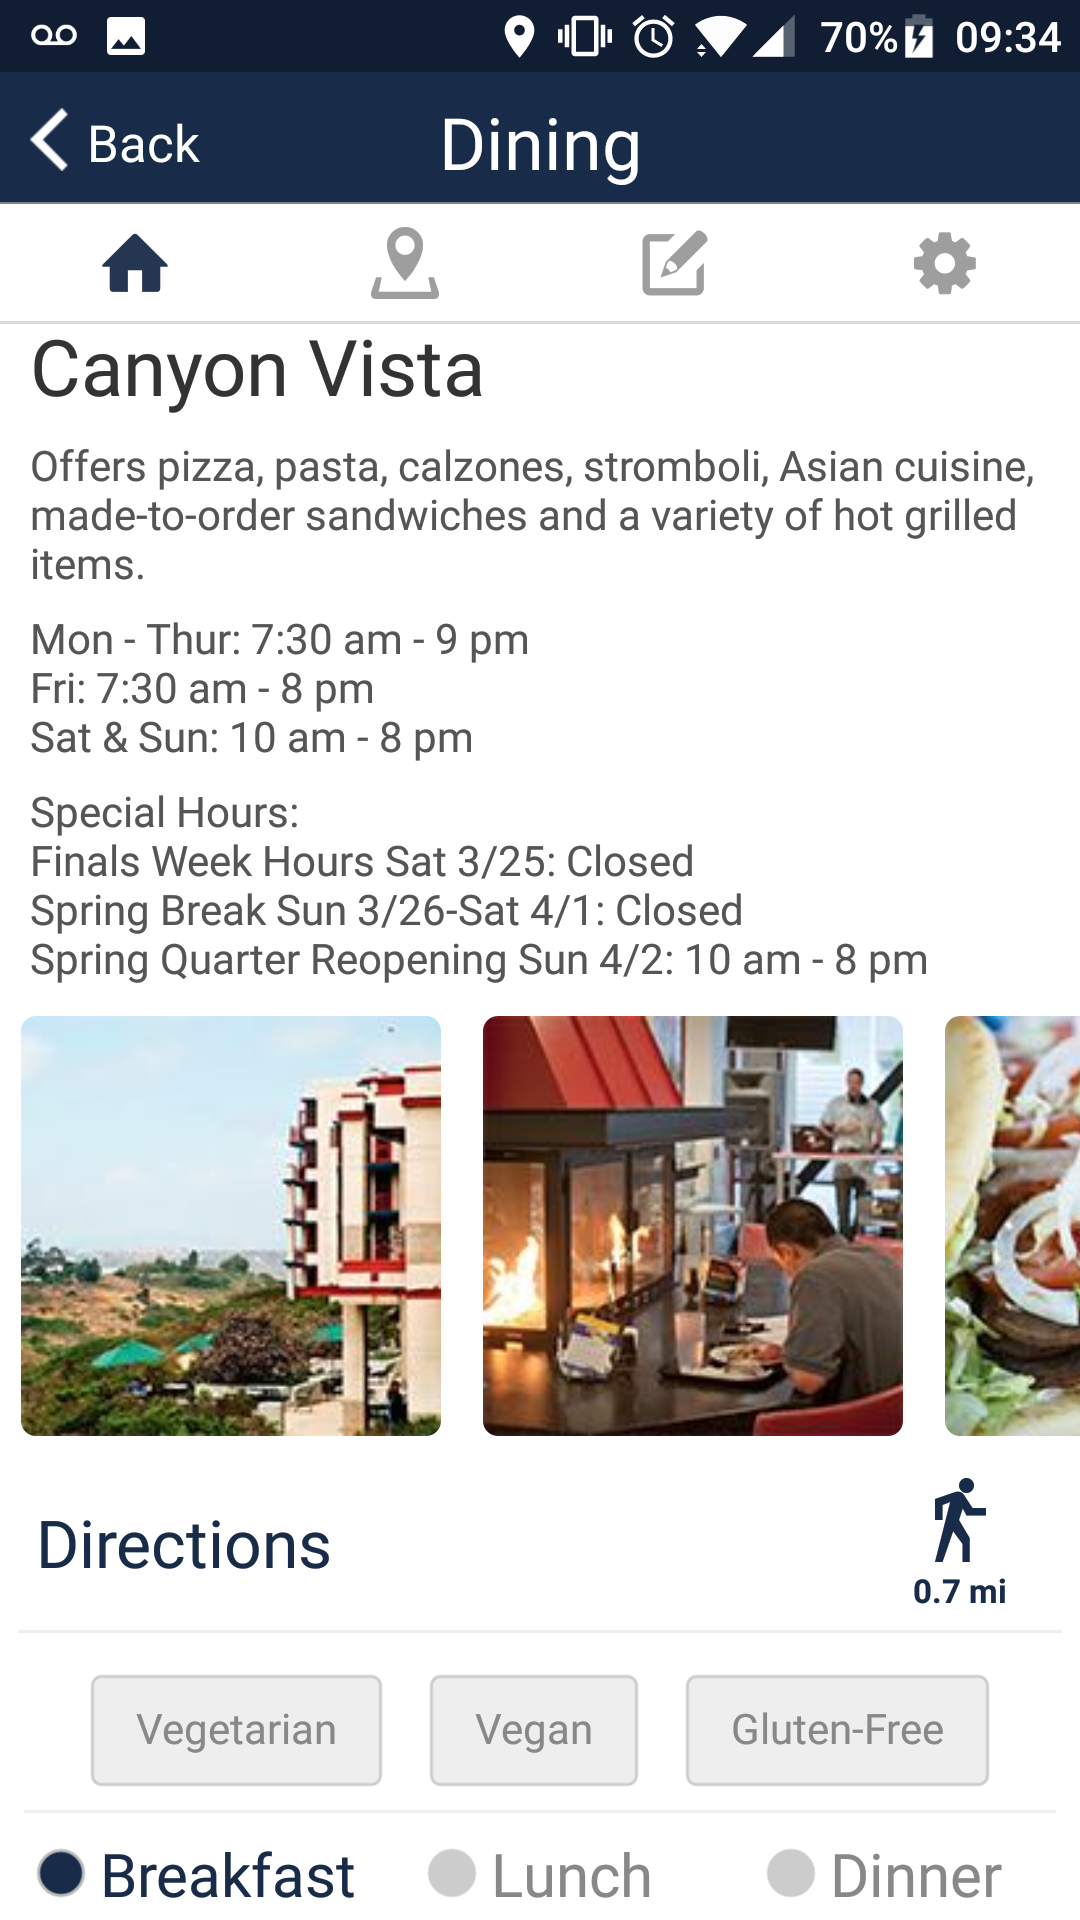 70% 09:34
Back Dining
Canyon Vista
Offers pizza, pasta, calzones, stromboli, Asian cuisine,
made-to-order sandwiches and a variety of hot grilled
items.
Mon - Thur: 7:30 am - 9 pm
Fri: 7:30 am - 8 pm
Sat & Sun: 10 am - 8 pm
Special Hours:
Finals Week Hours Sat 3/25: Closed
Spring Break Sun 3/26-Sat 4/1: Closed
Spring Quarter Reopening Sun 4/2: 10 am - 8 pm
Directions
0.7 mi
Vegetarian Vegan Gluten-Free
Breakfast Lunch Dinner